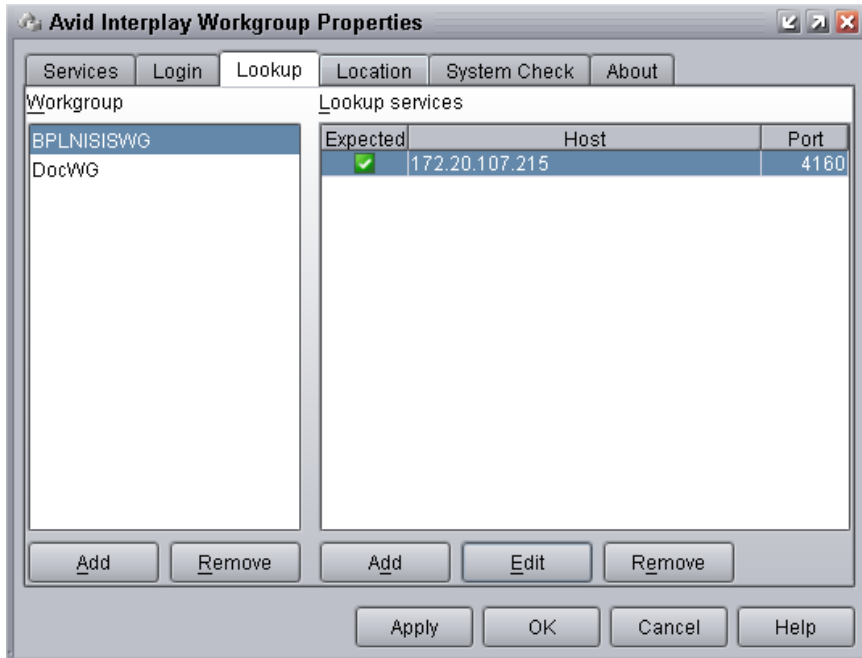 Avid Interplay Workgroup Properties
Services Login Lookup Location System Check About
Workgroup
Lookup services
BPLNISISWG
DocWG
Expected Host Port
172.20.107.215 4160
Add Remove
Add Edit Remove
Apply OK Cancel Help